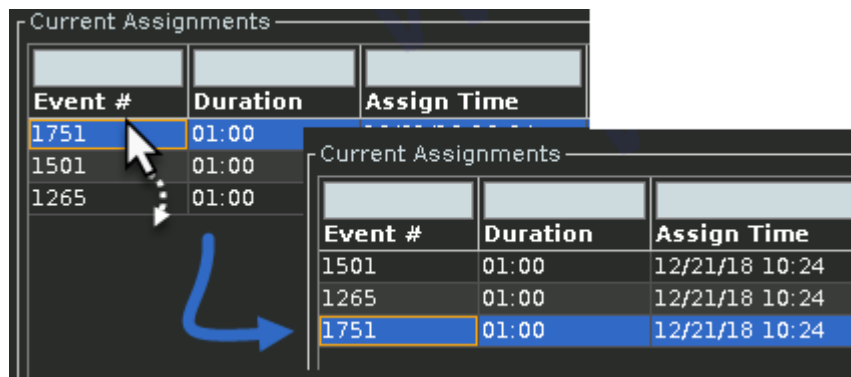 Current Assignments
Event # Duration Assign Time
1751 01:00
1501 01:00
1265 01:00
Current Assignments
Event # Duration Assign Time
1501 01:00 12/21/18 10:24
1265 01:00 12/21/18 10:24
1751 01:00 12/21/18 10:24